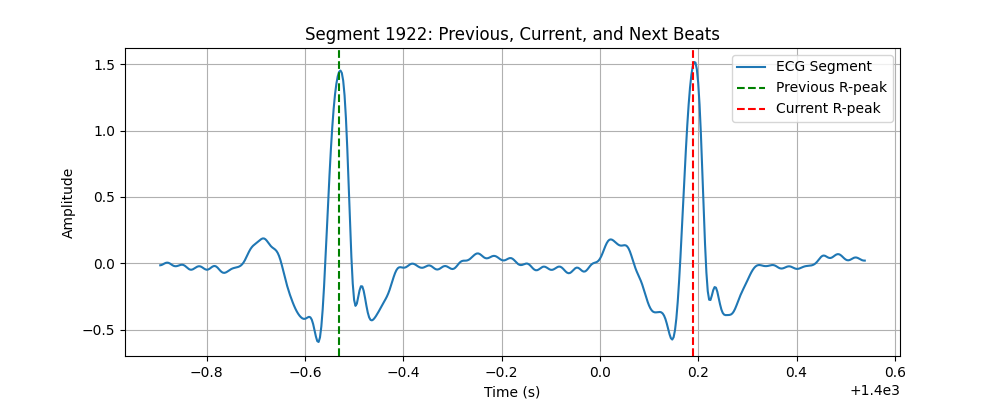 Segment 1922: Previous, Current, and Next Beats
ECG Segment
Previous R-peak
Current R-peak
Amplitude
1.5
1.0
0.5
0.0
−0.5
−0.8
−0.6
−0.4
−0.2
0.0
0.2
0.4
0.6
Time (s)
+1.4e3